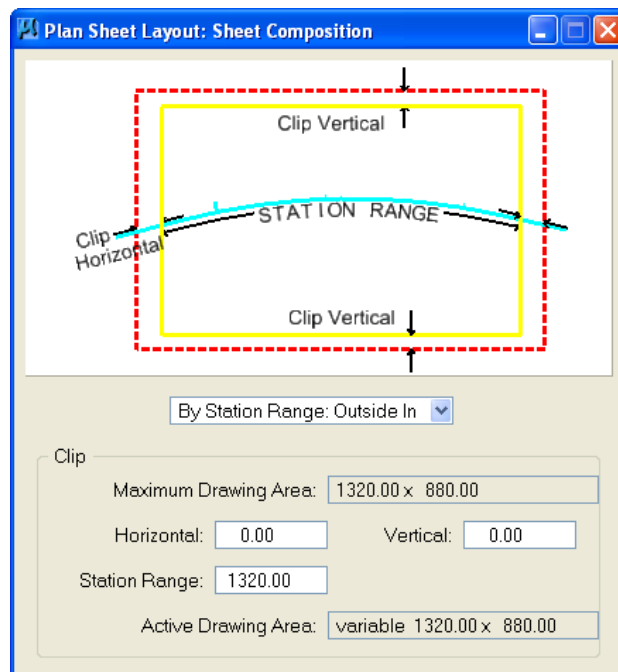 Plan Sheet Layout: Sheet Composition
Clip Vertical
STATION RANGE
Clip
Horizontal
Clip Vertical
By Station Range: Outside In
Clip
Maximum Drawing Area: 1320.00 x 880.00
Horizontal: 0.00 Vertical: 0.00
Station Range: 1320.00
Active Drawing Area: variable 1320.00 x 880.00